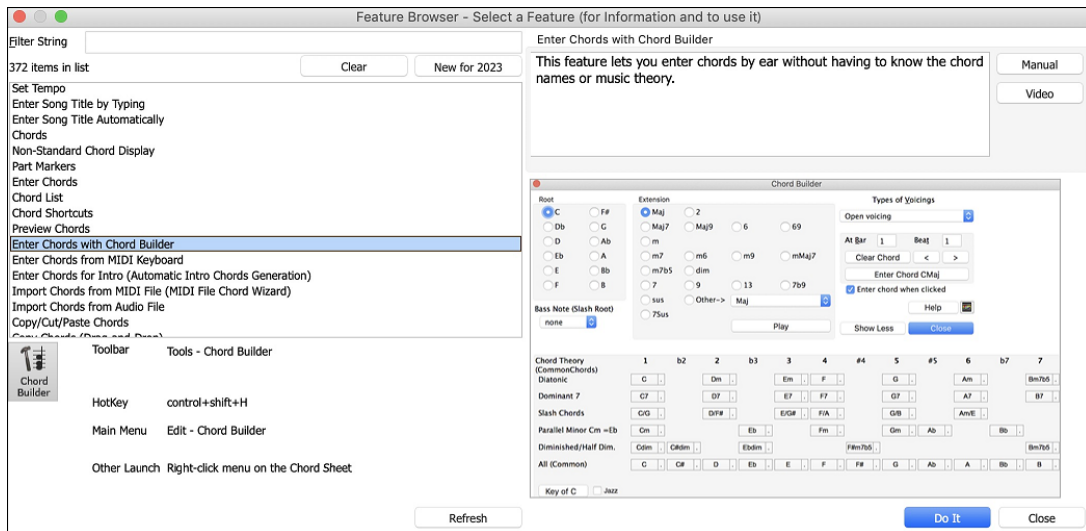 Feature Browser - Select a Feature (for Information and to use it)
Filter String
372 items in list
Clear
New for 2023
Set Tempo
Enter Song Title by Typing
Enter Song Title Automatically
Chords
Non-Standard Chord Display
Part Markers
Enter Chords
Chord List
Chord Shortcuts
Preview Chords
Enter Chords with Chord Builder
Enter Chords from MIDI Keyboard
Enter Chords for Intro (Automatic Intro Chords Generation)
Import Chords from MIDI File (MIDI File Chord Wizard)
Import Chords from Audio File
Copy/Cut/Paste Chords
Copy Chords (Drag and Drop)
Chord
Builder
Toolbar Tools - Chord Builder
HotKey control+shift+H
Main Menu Edit - Chord Builder
Other Launch Right-click menu on the Chord Sheet
Refresh
Enter Chords with Chord Builder
This feature lets you enter chords by ear without having to know the chord
names or music theory.
Manual
Video
Chord Builder
Root
C F#
Db G
D Ab
Eb A
E Bb
F B
Bass Note (Slash Root)
none
Extension
Maj 2
Maj7 Maj9 6 69
m
m7 m6 m9 mMaj7
m7b5 dim
7 9 13 7b9
sus Other-> Maj
7Sus
Play
Types of Voicings
Open voicing
At Bar 1 Beat 1
Clear Chord < >
Enter Chord CMaj
Enter chord when clicked
Help
Show Less Close
Chord Theory 1 b2 2 b3 3 4 #4 5 #5 6 b7 7
(CommonChords)
Diatonic C Dm Em F G Am Bm7b5
Dominant 7 C7 D7 E7 F7 G7 A7 B7
Slash Chords C/G D/F# E/G# F/A G/B Am/E
Parallel Minor Cm =Eb Cm Eb Fm Gm Ab Bb
Diminished/Half Dim. Cdim C#dim Ebdim F#m7b5 Bm7b5
All (Common) C C# D Eb E F F# G Ab A Bb B
Key of C Jazz
Do It Close